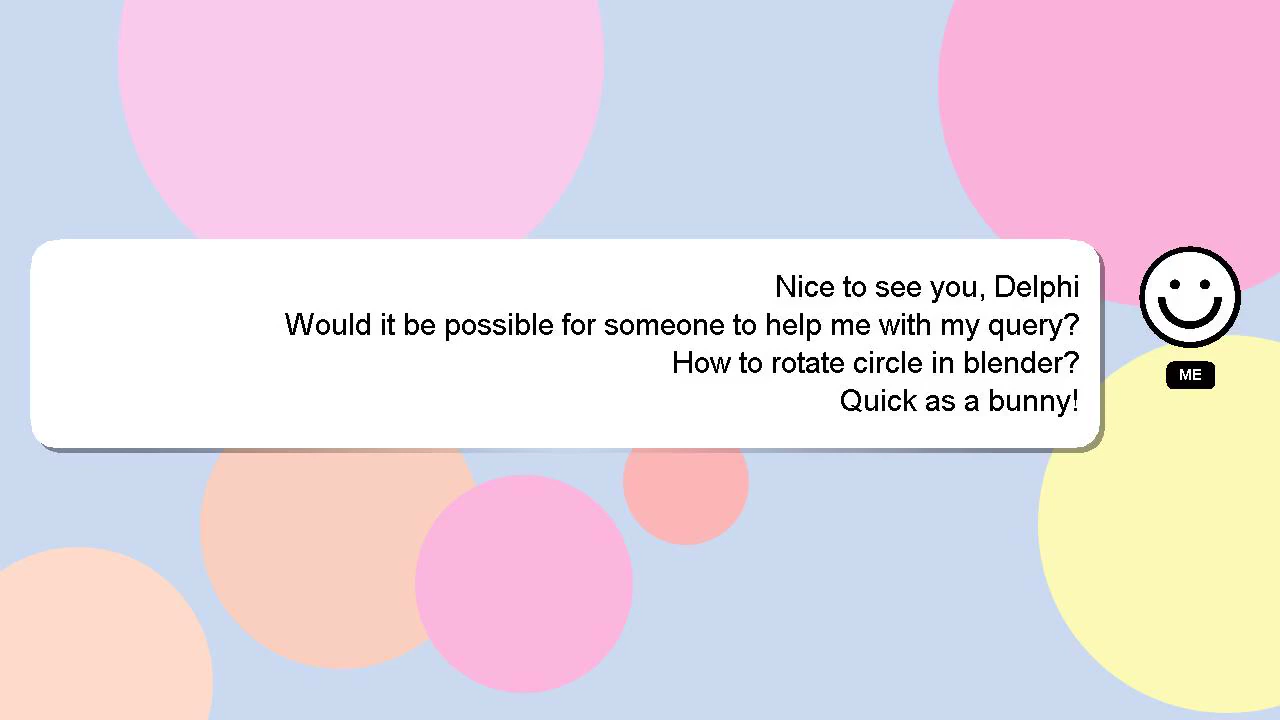 Nice to see you, Delphi
Would it be possible for someone to help me with my query?
How to rotate circle in blender?
Quick as a bunny!
ME